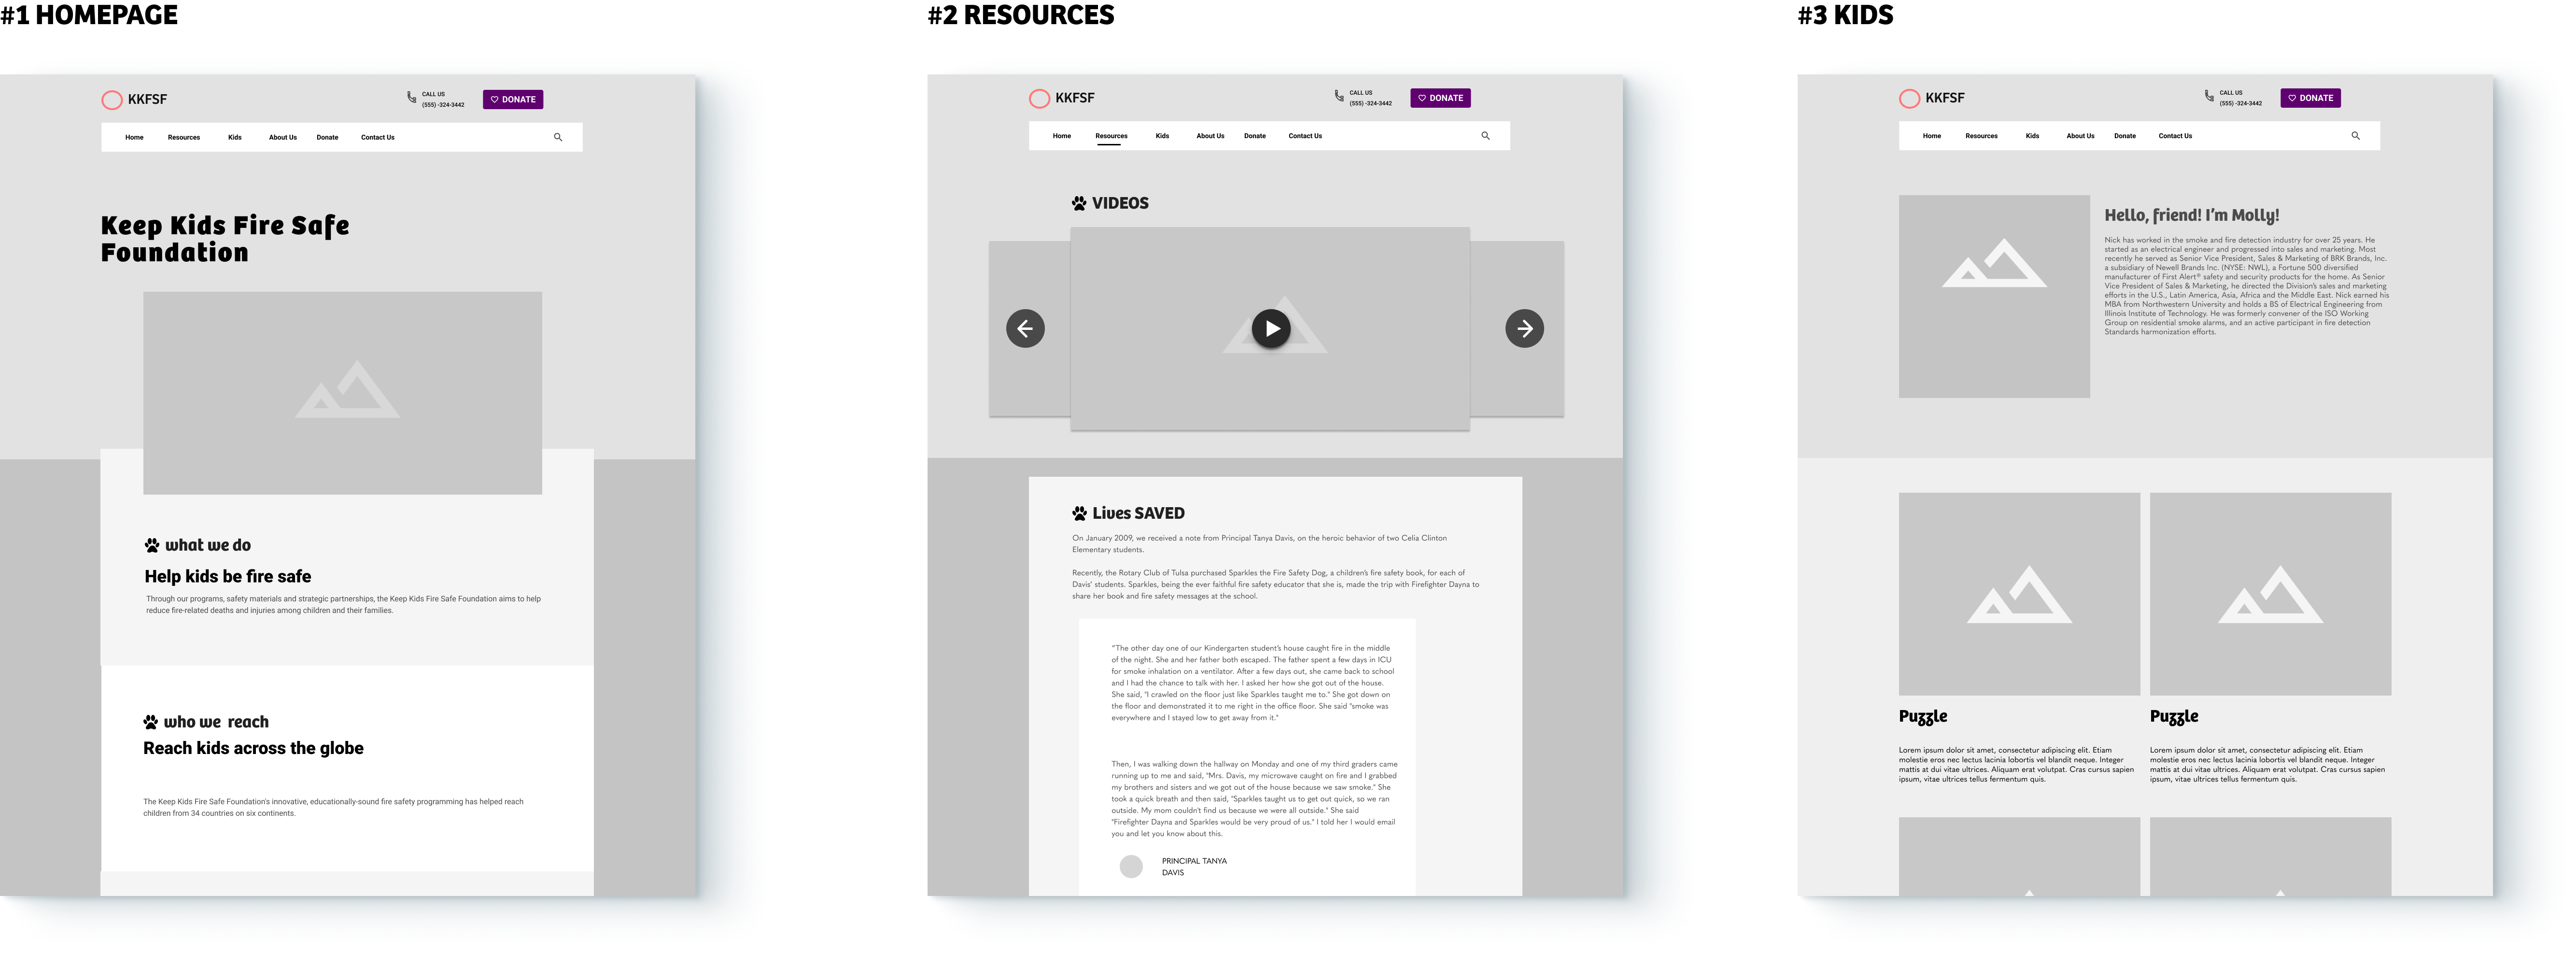 #1 HOMEPAGE
KKFSF
CALL US
(555) -324-3442
DONATE
Home Resources Kids About Us Donate Contact Us
Keep Kids Fire Safe
Foundation
what we do
Help kids be fire safe
Through our programs, safety materials and strategic partnerships, the Keep Kids Fire Safe Foundation aims to help
reduce fire-related deaths and injuries among children and their families.
who we reach
Reach kids across the globe
The Keep Kids Fire Safe Foundation's innovative, educationally-sound fire safety programming has helped reach
children from 34 countries on six continents.
#2 RESOURCES
KKFSF
CALL US
(555) -324-3442
DONATE
Home Resources Kids About Us Donate Contact Us
VIDEOS
Lives SAVED
On January 2009, we received a note from Principal Tanya Davis, on the heroic behavior of two Celia Clinton
Elementary students.
Recently, the Rotary Club of Tulsa purchased Sparkles the Fire Safety Dog, a children's fire safety book, for each of
Davis' students. Sparkles, being the ever faithful fire safety educator that she is, made the trip with Firefighter Dayna to
share her book and fire safety messages at the school.
"The other day one of our Kindergarten student's house caught fire in the middle
of the night. She and her father both escaped. The father spent a few days in ICU
for smoke inhalation on a ventilator. After a few days out, she came back to school
and I had the chance to talk with her. I asked her how she got out of the house.
She said, "I crawled on the floor just like Sparkles taught me to." She got down on
the floor and demonstrated it to me right in the office floor. She said "smoke was
everywhere and I stayed low to get away from it."
Then, I was walking down the hallway on Monday and one of my third graders came
running up to me and said, "Mrs. Davis, my microwave caught on fire and I grabbed
my brothers and sisters and we got out of the house because we saw smoke." She
took a quick breath and then said, "Sparkles taught us to get out quick, so we ran
outside. My mom couldn't find us because we were all outside." She said
"Firefighter Dayna and Sparkles would be very proud of us." I told her I would email
you and let you know about this.
PRINCIPAL TANYA
DAVIS
#3 KIDS
KKFSF
CALL US
(555) -324-3442
DONATE
Home Resources Kids About Us Donate Contact Us
Hello, friend! I'm Molly!
Nick has worked in the smoke and fire detection industry for over 25 years. He
started as an electrical engineer and progressed into sales and marketing. Most
recently he served as Senior Vice President, Sales & Marketing of BRK Brands, Inc.
a subsidiary of Newell Brands Inc. (NYSE: NWL), a Fortune 500 diversified
manufacturer of First Alert® safety and security products for the home. As Senior
Vice President of Sales & Marketing, he directed the Division's sales and marketing
efforts in the U.S., Latin America, Asia, Africa and the Middle East. Nick earned his
MBA from Northwestern University and holds a BS of Electrical Engineering from
Illinois Institute of Technology. He was formerly convener of the ISO Working
Group on residential smoke alarms, and an active participant in fire detection
Standards harmonization efforts.
Puzzle
Lorem ipsum dolor sit amet, consectetur adipiscing elit. Etiam
molestie eros nec lectus lacinia lobortis vel blandit neque. Integer
mattis at dui vitae ultrices. Aliquam erat volutpat. Cras cursus sapien
ipsum, vitae ultrices tellus fermentum quis.
Puzzle
Lorem ipsum dolor sit amet, consectetur adipiscing elit. Etiam
molestie eros nec lectus lacinia lobortis vel blandit neque. Integer
mattis at dui vitae ultrices. Aliquam erat volutpat. Cras cursus sapien
ipsum, vitae ultrices tellus fermentum quis.